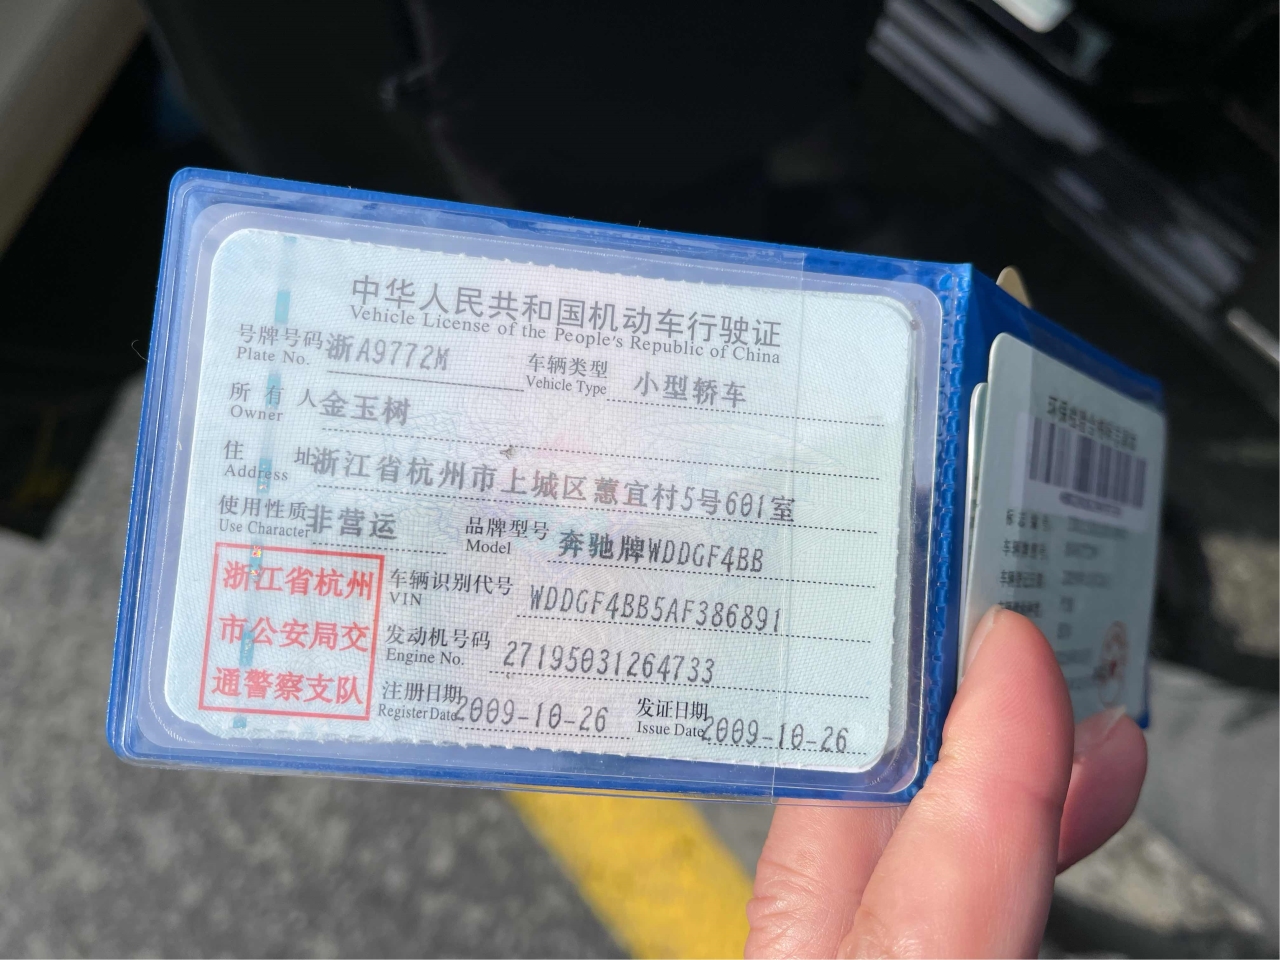 中华人民共和国机动车行驶证
Vehicle License of the People's Republic of China
号牌号码 浙A9772M 车辆类型 小型轿车
Plate No. Vehicle Type
所有人 金玉树
Owner
住址 浙江省杭州市上城区蕙宜村5号601室
Address
使用性质 非营运 品牌型号 奔驰牌WDDGF4BB
Use Character Model
浙江省杭州
市公安局交
通警察支队
车辆识别代号 WDDGF4BB5AF386891
VIN
发动机号码 27195031264733
Engine No.
注册日期 2009-10-26 发证日期 2009-10-26
Register Date Issue Date